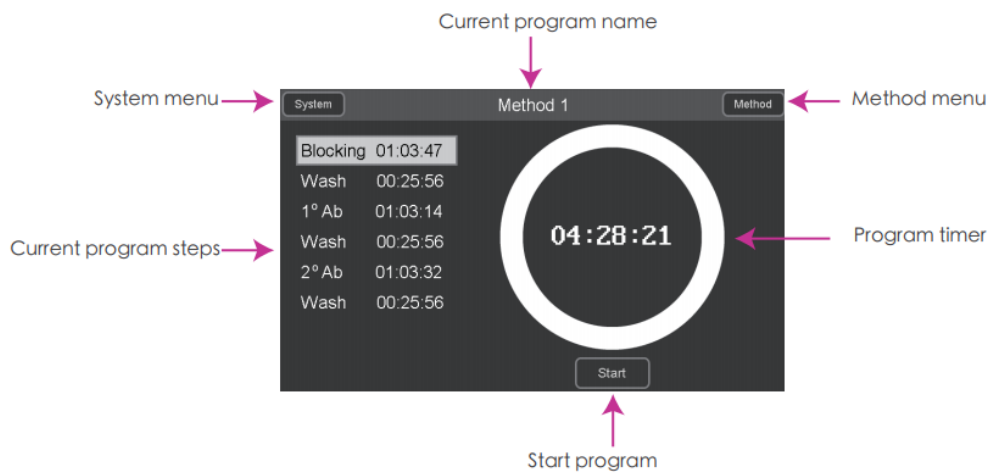 Current program name
System menu
System
Method 1
Method
Method menu
Blocking 01:03:47
Wash 00:25:56
1º Ab 01:03:14
Wash 00:25:56
2º Ab 01:03:32
Wash 00:25:56
Current program steps
04:28:21
Program timer
Start
Start program